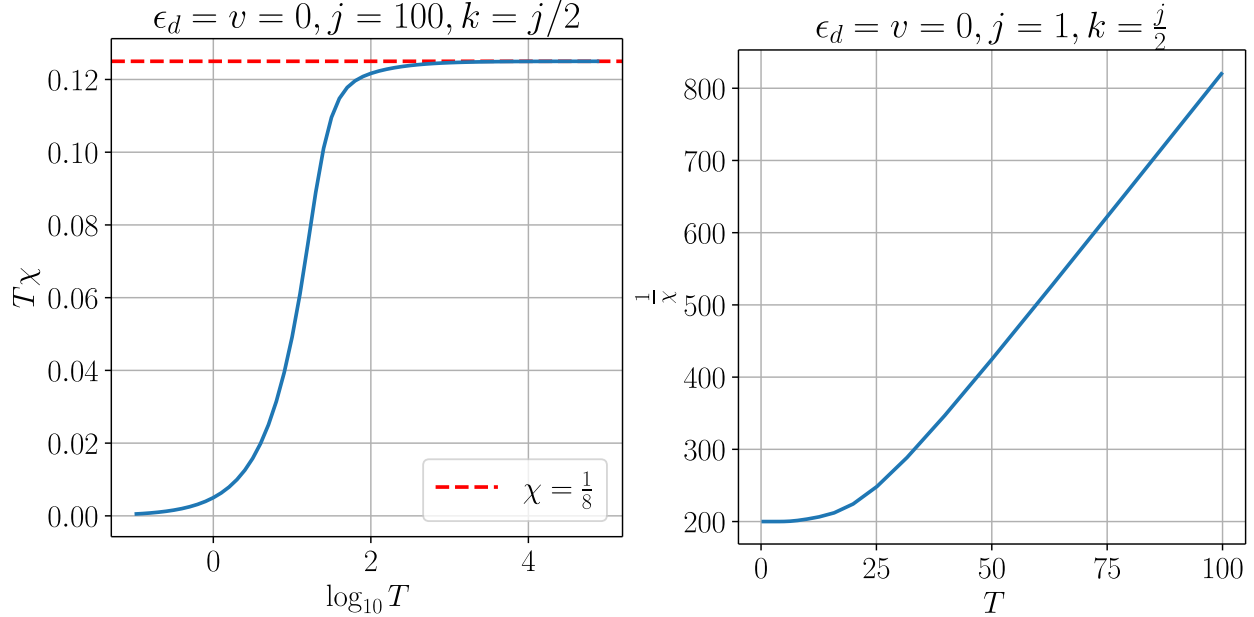 ϵ_d = v = 0, j = 100, k = j/2
Tχ
0.12
0.10
0.08
0.06
0.04
0.02
0.00
χ = 1/8
0 2 4
log₁₀ T
ϵ_d = v = 0, j = 1, k = j/2
1/χ
800
700
600
500
400
300
200
0 25 50 75 100
T